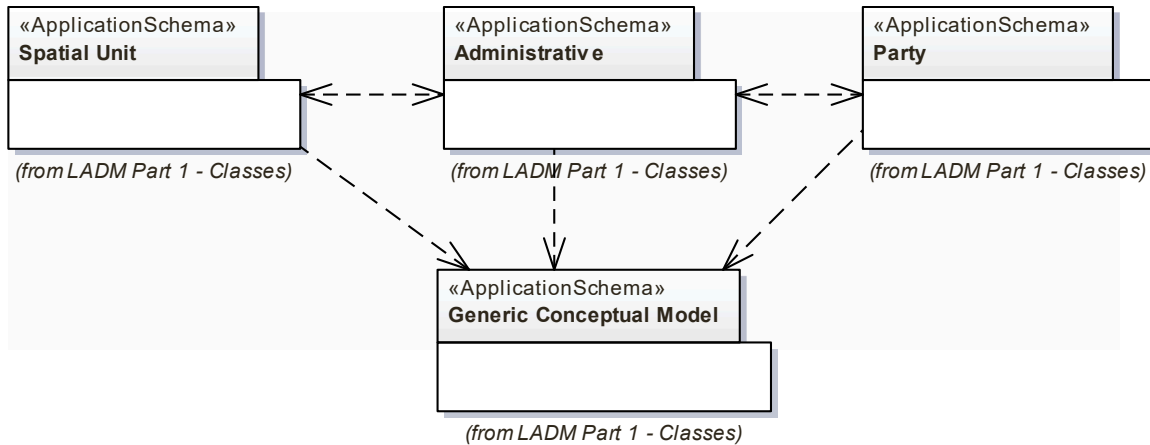 «ApplicationSchema»
Spatial Unit
(from LADM Part 1 - Classes)
«ApplicationSchema»
Administrative
(from LADM Part 1 - Classes)
«ApplicationSchema»
Party
(from LADM Part 1 - Classes)
«ApplicationSchema»
Generic Conceptual Model
(from LADM Part 1 - Classes)